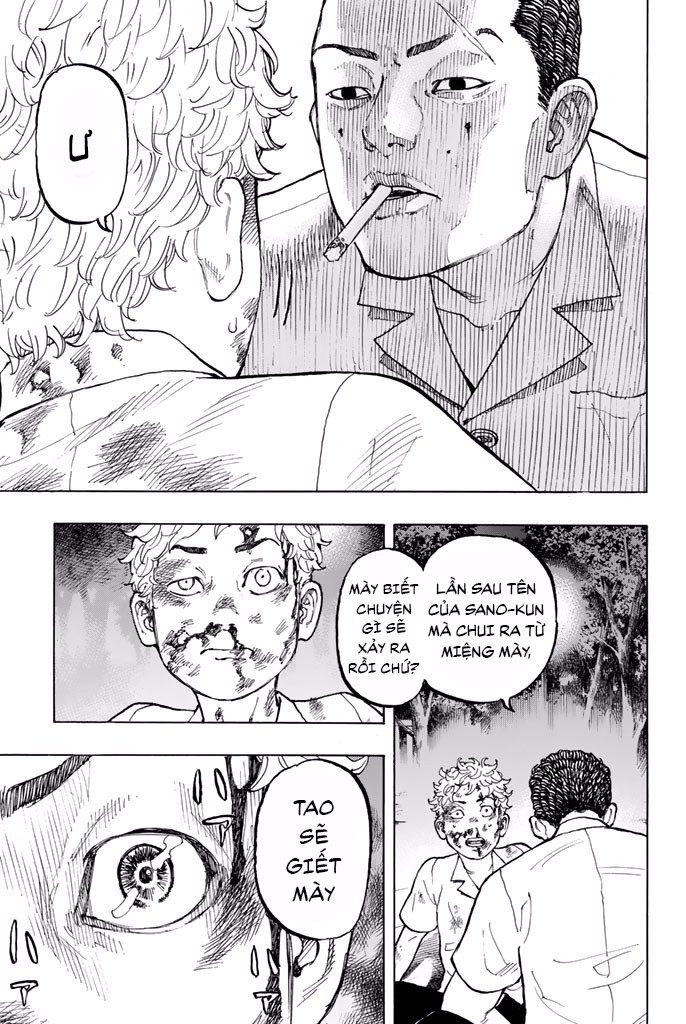 Ư
LẦN SAU TÊN
CỦA SANO-KUN
MÀ CHUI RA TỪ
MIỆNG MÀY,
MÀY BIẾT
CHUYỆN
GÌ SẼ
XẢY RA
RỒI CHỨ?
TAO
SẼ
GIẾT
MÀY